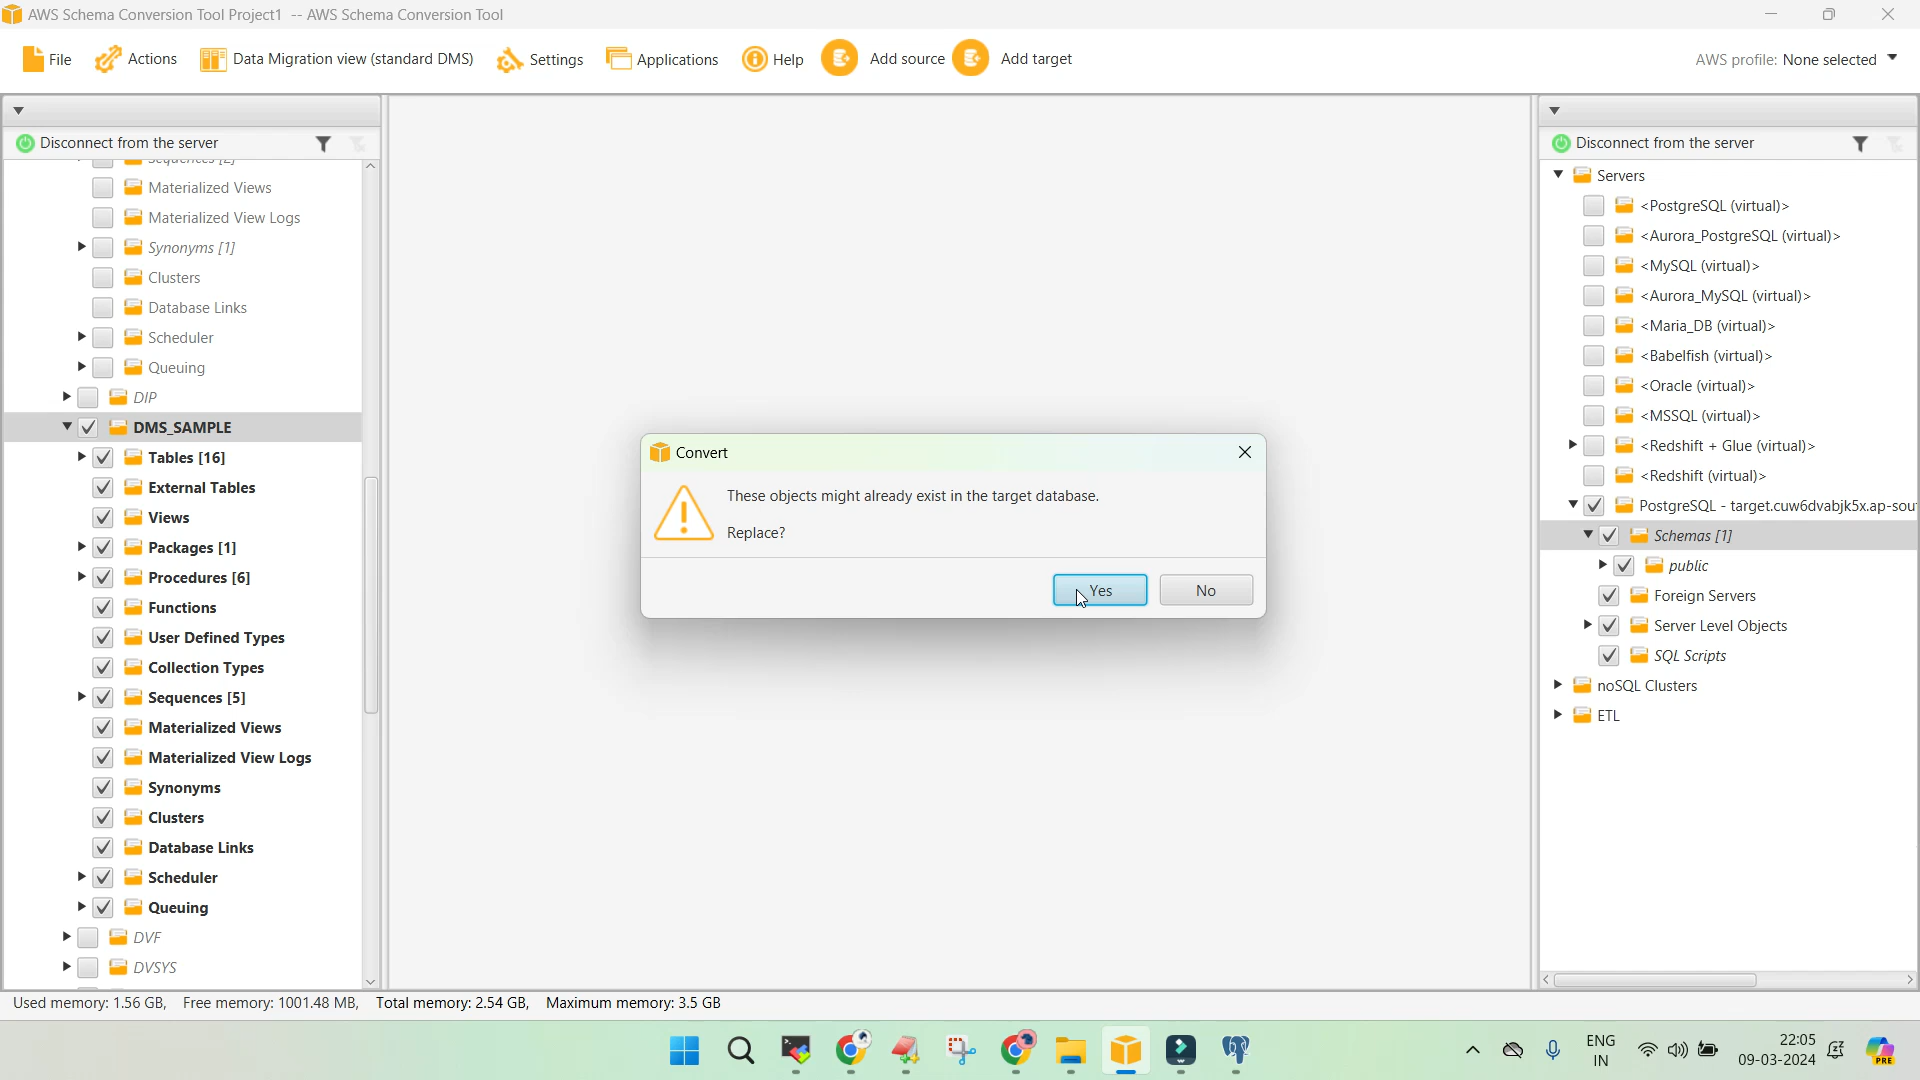 AWS Schema Conversion Tool Project1 -- AWS Schema Conversion Tool
File
Actions
Data Migration view (standard DMS)
Settings
Applications
Help
Add source
Add target
AWS profile: None selected
Disconnect from the server
Sequences [2]
Materialized Views
Materialized View Logs
Synonyms [1]
Clusters
Database Links
Scheduler
Queuing
DIP
DMS_SAMPLE
Tables [16]
External Tables
Views
Packages [1]
Procedures [6]
Functions
User Defined Types
Collection Types
Sequences [5]
Materialized Views
Materialized View Logs
Synonyms
Clusters
Database Links
Scheduler
Queuing
DVF
DVSYS
Convert
These objects might already exist in the target database.
Replace?
Yes
No
Disconnect from the server
Servers
<PostgreSQL (virtual)>
<Aurora_PostgreSQL (virtual)>
<MySQL (virtual)>
<Aurora_MySQL (virtual)>
<Maria_DB (virtual)>
<Babelfish (virtual)>
<Oracle (virtual)>
<MSSQL (virtual)>
<Redshift + Glue (virtual)>
<Redshift (virtual)>
PostgreSQL - target.cuw6dvabjk5x.ap-sou
Schemas [1]
public
Foreign Servers
Server Level Objects
SQL Scripts
noSQL Clusters
ETL
Used memory: 1.56 GB, Free memory: 1001.48 MB, Total memory: 2.54 GB, Maximum memory: 3.5 GB
ENG
IN
22:05
09-03-2024
PRE